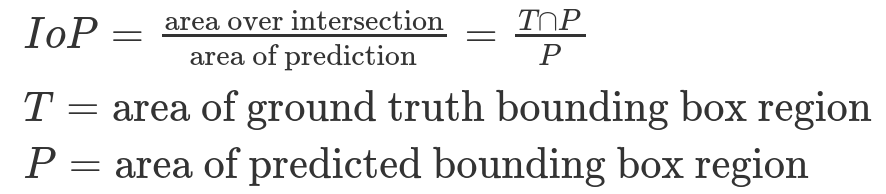 IoP = area over intersection / area of prediction = T∩P / P
T = area of ground truth bounding box region
P = area of predicted bounding box region